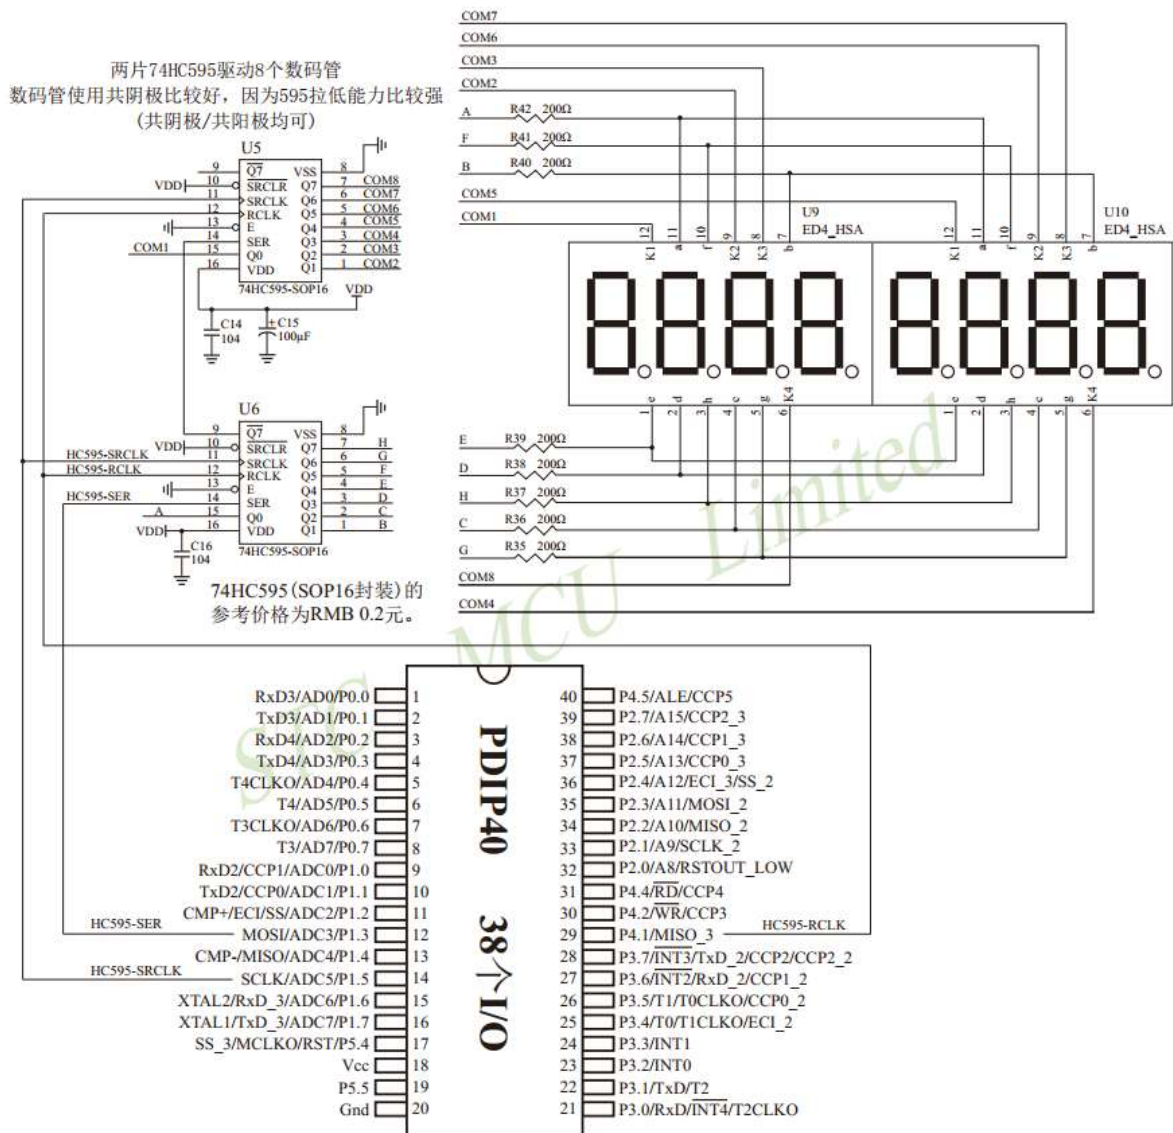 COM7
COM6
COM3
COM2
两片74HC595驱动8个数码管
数码管使用共阴极比较好，因为595拉低能力比较强
(共阴极/共阳极均可)
A R42 200Ω
F R41 200Ω
B R40 200Ω
COM5
COM1
U5
9 Q7 VSS 8
VDD 10 SRCLR Q7 7 COM8
11 SRCLK Q6 6 COM7
12 RCLK Q5 5 COM6
13 E Q4 4 COM5
14 SER Q3 3 COM4
COM1 15 Q0 Q2 2 COM3
16 VDD Q1 1 COM2
74HC595-SOP16
VDD
C14
104
+ C15
100μF
U9
ED4_HSA
U10
ED4_HSA
12 11 10 9 8 7
K1 a f K2 K3 b
12 11 10 9 8 7
K1 a f K2 K3 b
e d h c g K4
1 2 3 4 5 6
e d h c g K4
1 2 3 4 5 6
U6
9 Q7 VSS 8
VDD 10 SRCLR Q7 7 H
HC595-SRCLK 11 SRCLK Q6 6 G
HC595-RCLK 12 RCLK Q5 5 F
13 E Q4 4 E
HC595-SER 14 SER Q3 3 D
A 15 Q0 Q2 2 C
VDD 16 VDD Q1 1 B
74HC595-SOP16
C16
104
E R39 200Ω
D R38 200Ω
H R37 200Ω
C R36 200Ω
G R35 200Ω
COM8
COM4
74HC595(SOP16封装)的
参考价格为RMB 0.2元。
STC MCU Limited
PDIP40 38个I/O
RxD3/AD0/P0.0 1 40 P4.5/ALE/CCP5
TxD3/AD1/P0.1 2 39 P2.7/A15/CCP2_3
RxD4/AD2/P0.2 3 38 P2.6/A14/CCP1_3
TxD4/AD3/P0.3 4 37 P2.5/A13/CCP0_3
T4CLKO/AD4/P0.4 5 36 P2.4/A12/ECI_3/SS_2
T4/AD5/P0.5 6 35 P2.3/A11/MOSI_2
T3CLKO/AD6/P0.6 7 34 P2.2/A10/MISO_2
T3/AD7/P0.7 8 33 P2.1/A9/SCLK_2
RxD2/CCP1/ADC0/P1.0 9 32 P2.0/A8/RSTOUT_LOW
TxD2/CCP0/ADC1/P1.1 10 31 P4.4/RD/CCP4
CMP+/ECI/SS/ADC2/P1.2 11 30 P4.2/WR/CCP3
HC595-SER MOSI/ADC3/P1.3 12 29 P4.1/MISO_3 HC595-RCLK
CMP-/MISO/ADC4/P1.4 13 28 P3.7/INT3/TxD_2/CCP2/CCP2_2
HC595-SRCLK SCLK/ADC5/P1.5 14 27 P3.6/INT2/RxD_2/CCP1_2
XTAL2/RxD_3/ADC6/P1.6 15 26 P3.5/T1/T0CLKO/CCP0_2
XTAL1/TxD_3/ADC7/P1.7 16 25 P3.4/T0/T1CLKO/ECI_2
SS_3/MCLKO/RST/P5.4 17 24 P3.3/INT1
Vcc 18 23 P3.2/INT0
P5.5 19 22 P3.1/TxD/T2
Gnd 20 21 P3.0/RxD/INT4/T2CLKO